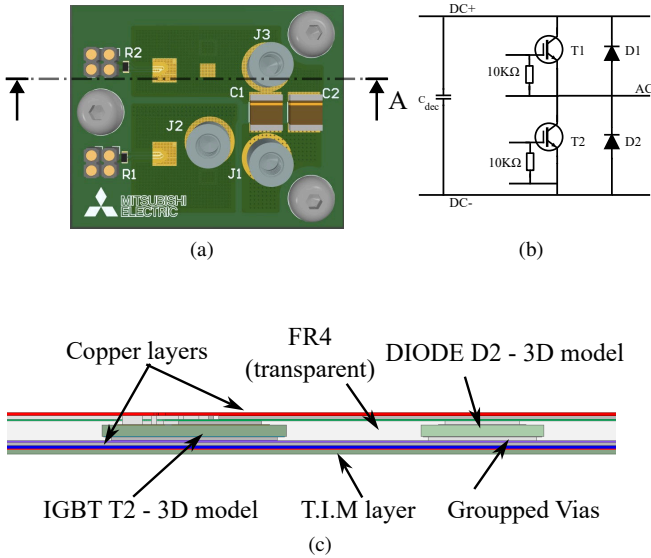 R2
J3
C1
C2
A
J2
R1
J1
MITSUBISHI
ELECTRIC
(a)
DC+
T1
D1
10KΩ
AC
Cdec
T2
D2
10KΩ
DC-
(b)
Copper layers
FR4
(transparent)
DIODE D2 - 3D model
IGBT T2 - 3D model
T.I.M layer
Groupped Vias
(c)